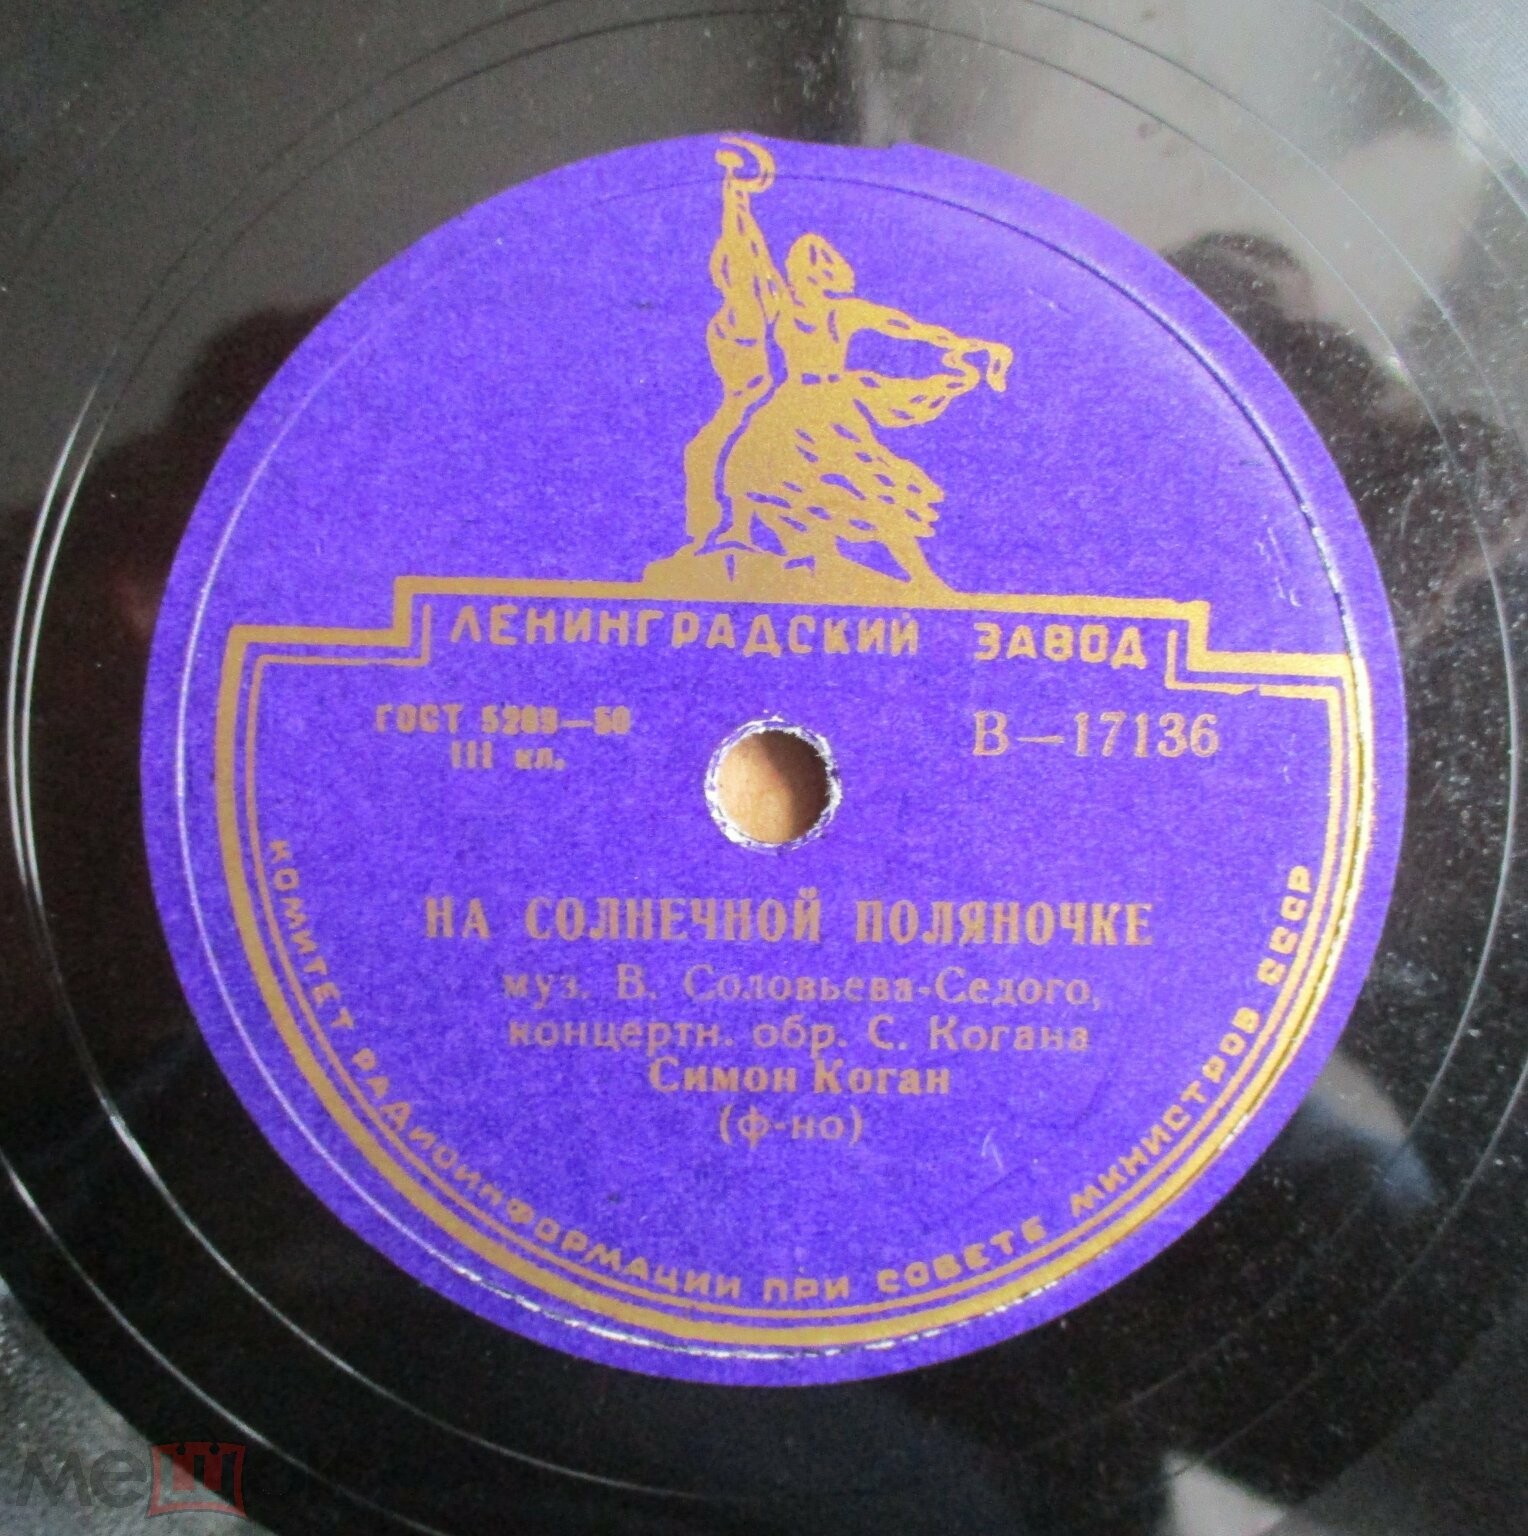 ЛЕНИНГРАДСКИЙ ЗАВОД
ГОСТ 5289—50
III кл.
В—17136
НА СОЛНЕЧНОЙ ПОЛЯНОЧКЕ
муз. В. Соловьева-Седого,
концертн. обр. С. Когана
Симон Коган
(ф-но)
КОМИТЕТ РАДИОИНФОРМАЦИИ ПРИ СОВЕТЕ МИНИСТРОВ СССР